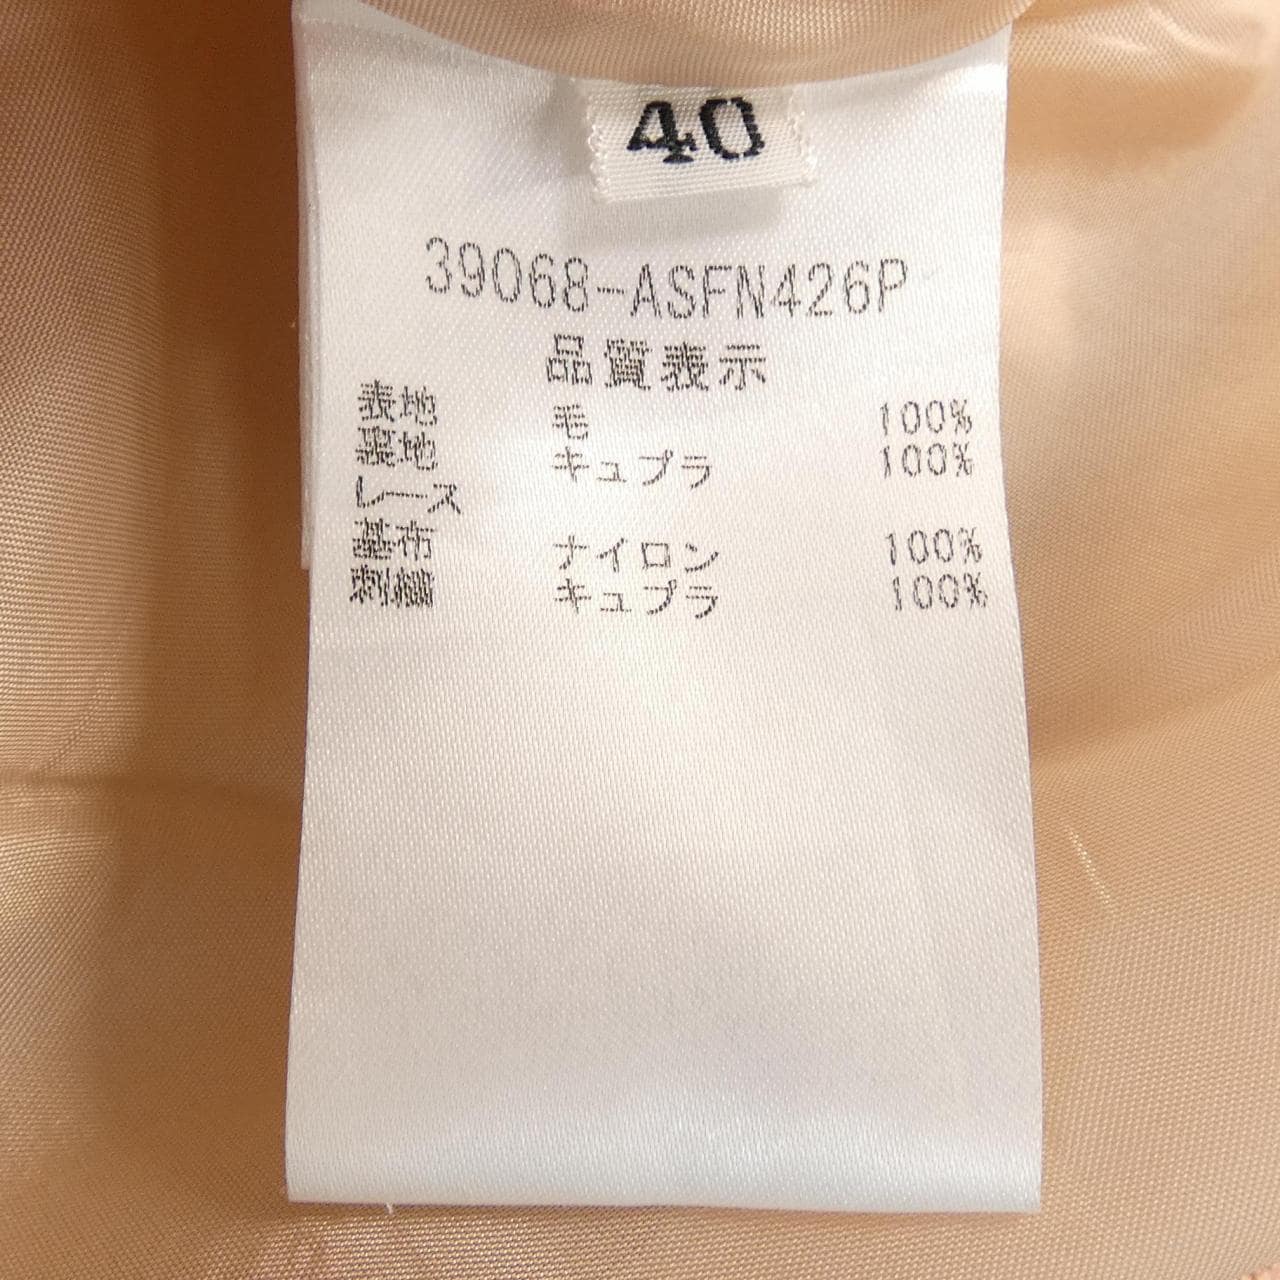 40
39068-ASFN426P
品質表示
表地 毛 100%
裏地 キュプラ 100%
レース
基布 ナイロン 100%
刺繍 キュプラ 100%